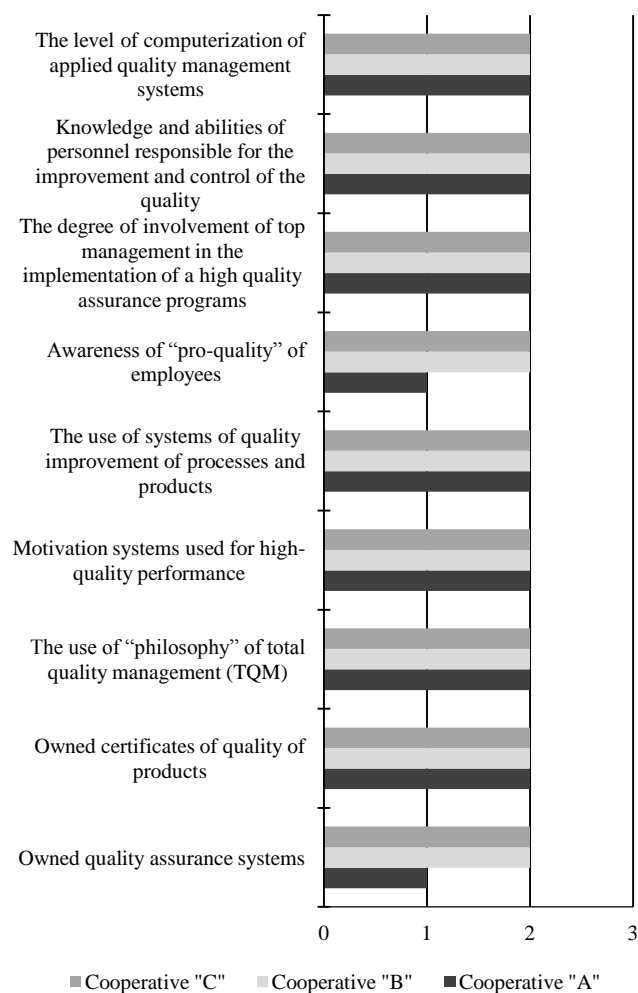 The level of computerization of
applied quality management
systems
Knowledge and abilities of
personnel responsible for the
improvement and control of the
quality
The degree of involvement of top
management in the
implementation of a high quality
assurance programs
Awareness of “pro-quality” of
employees
The use of systems of quality
improvement of processes and
products
Motivation systems used for high-
quality performance
The use of “philosophy” of total
quality management (TQM)
Owned certificates of quality of
products
Owned quality assurance systems
0 1 2 3
Cooperative "C" Cooperative "B" Cooperative "A"